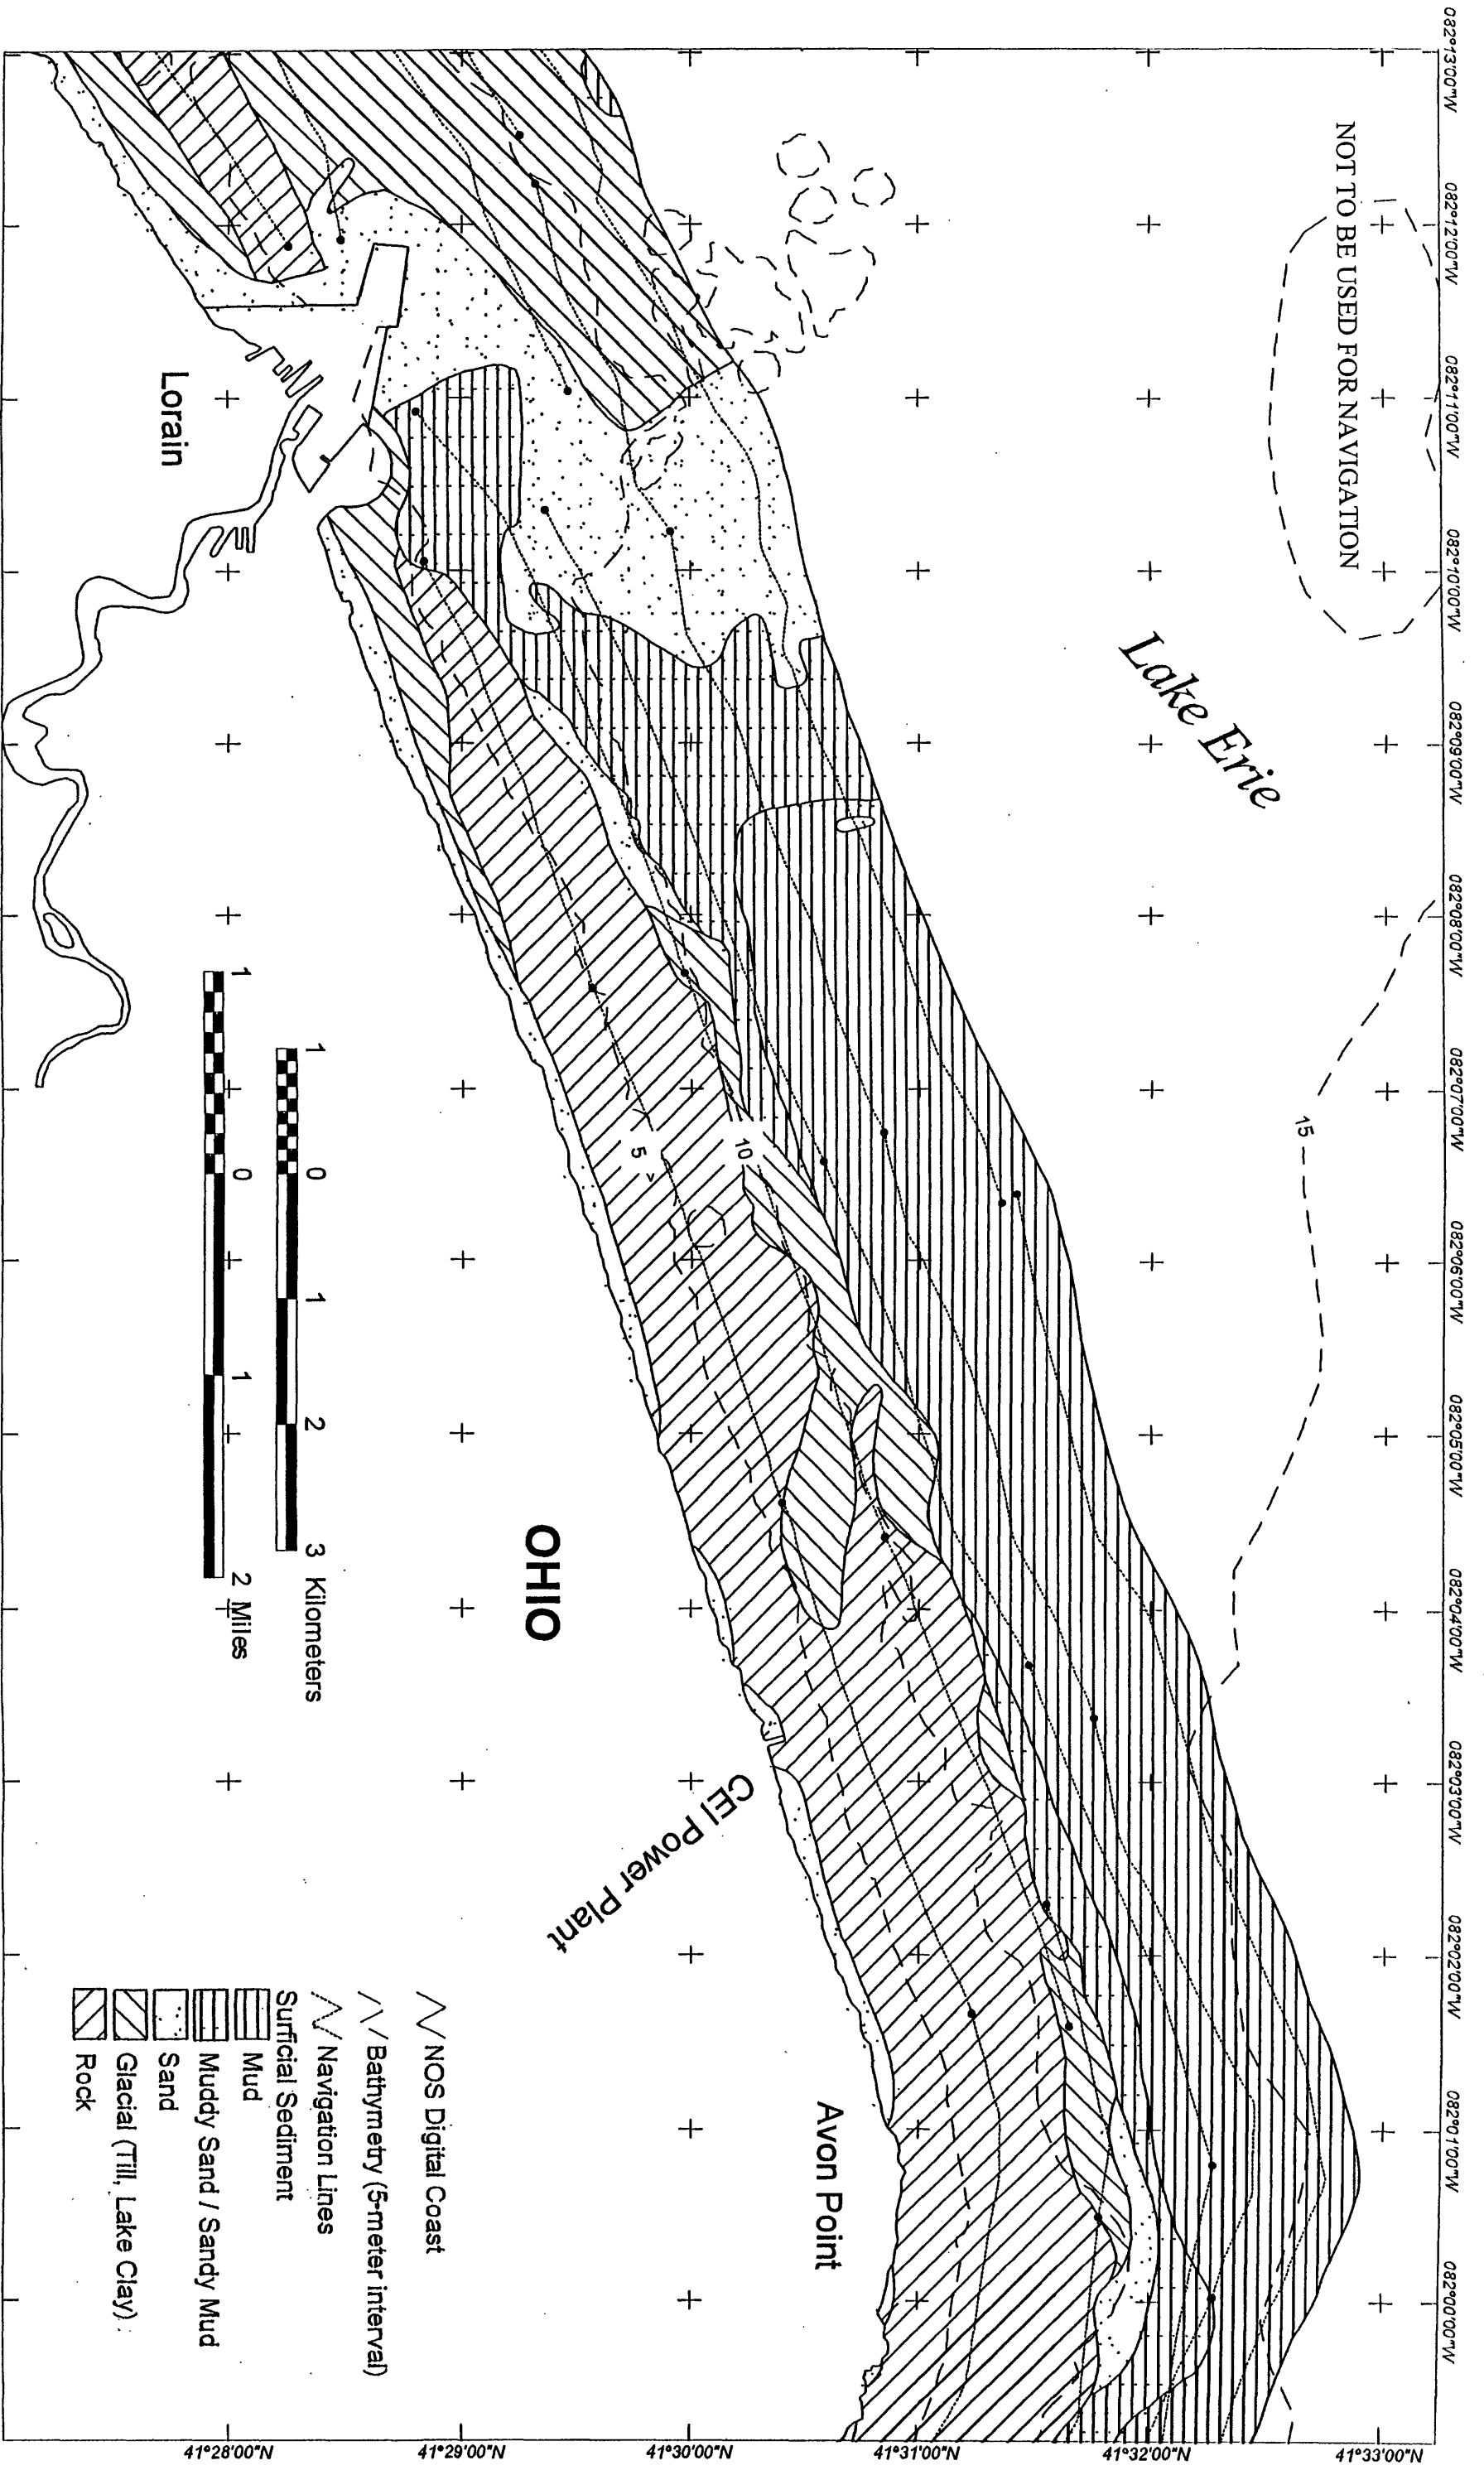 082°13'00"W
082°12'00"W
082°11'00"W
082°10'00"W
082°09'00"W
082°08'00"W
082°07'00"W
082°06'00"W
082°05'00"W
082°04'00"W
082°03'00"W
082°02'00"W
082°01'00"W
082°00'00"W
NOT TO BE USED FOR NAVIGATION
Lake Erie
15
10
5
Lorain
OHIO
CEI Power Plant
Avon Point
41°33'00"N
41°32'00"N
41°31'00"N
41°30'00"N
41°29'00"N
41°28'00"N
1 0 1 2 3 Kilometers
1 0 1 2 Miles
NOS Digital Coast
Bathymetry (5-meter interval)
Navigation Lines
Surficial Sediment
Mud
Muddy Sand / Sandy Mud
Sand
Glacial (Till, Lake Clay)
Rock